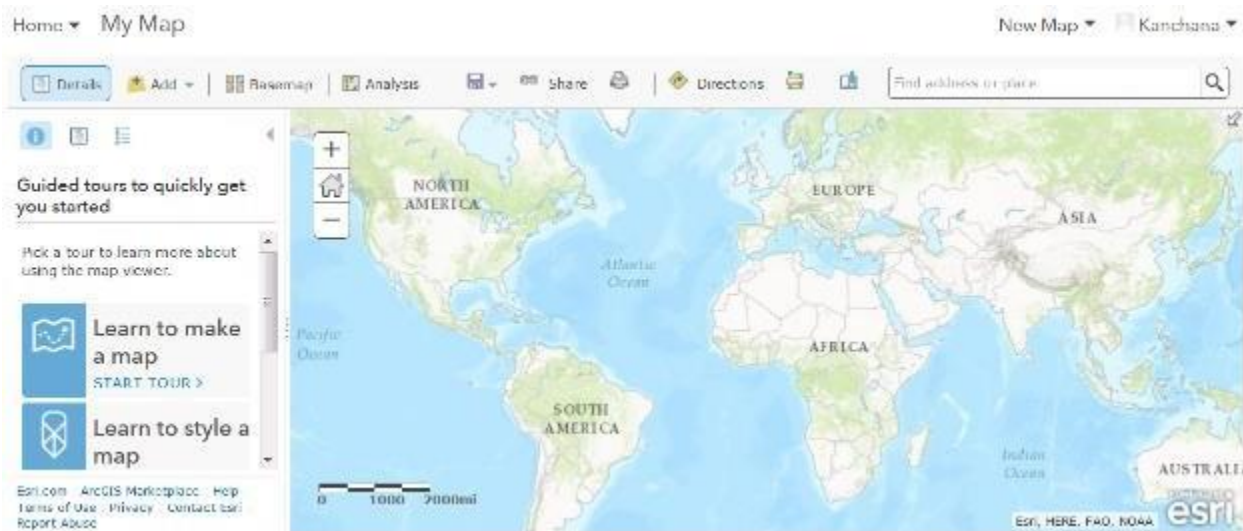 Home My Map New Map Kanchana
Details Add Basemap Analysis Share Directions Find address or place
Guided tours to quickly get
you started
Pick a tour to learn more about
using the map viewer.
Learn to make
a map
START TOUR >
Learn to style a
map
Esri.com ArcGIS Marketplace Help
Terms of Use Privacy Contact Esri
Report Abuse
+
−
NORTH
AMERICA
EUROPE
ASIA
Atlantic
Ocean
Pacific
Ocean
AFRICA
SOUTH
AMERICA
Indian
Ocean
AUSTRALI
0 1000 2000mi
Esri, HERE, FAO, NOAA
esri